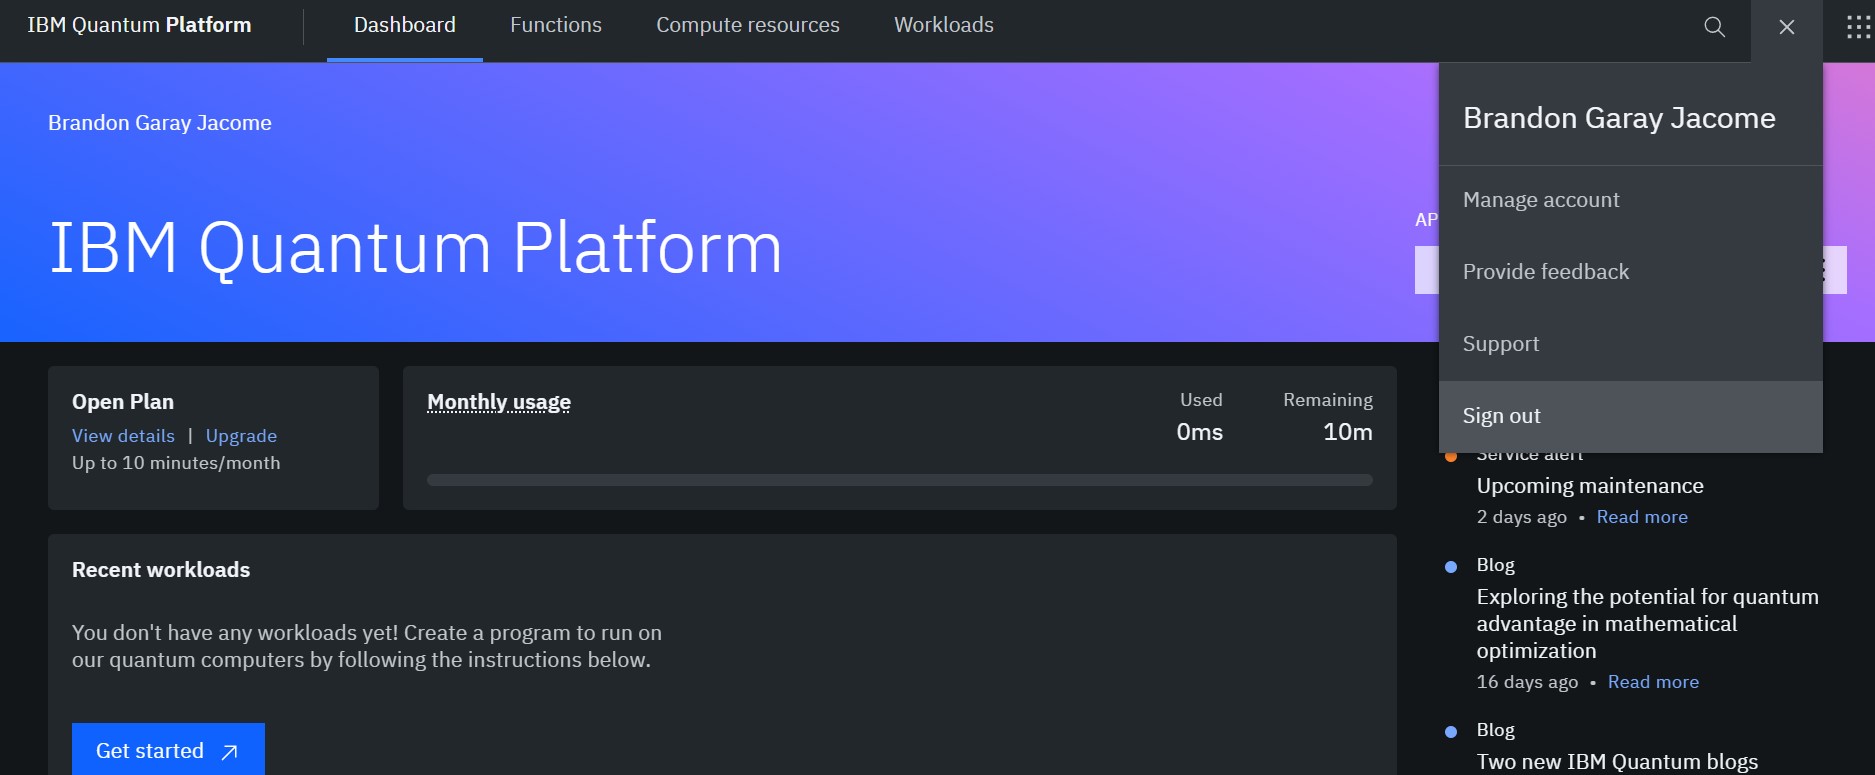 IBM Quantum Platform
Dashboard
Functions
Compute resources
Workloads
Brandon Garay Jacome
IBM Quantum Platform
AP
Brandon Garay Jacome
Manage account
Provide feedback
Support
Sign out
Open Plan
View details | Upgrade
Up to 10 minutes/month
Monthly usage
Used
0ms
Remaining
10m
Recent workloads
You don't have any workloads yet! Create a program to run on
our quantum computers by following the instructions below.
Get started
Service alert
Upcoming maintenance
2 days ago • Read more
Blog
Exploring the potential for quantum
advantage in mathematical
optimization
16 days ago • Read more
Blog
Two new IBM Quantum blogs